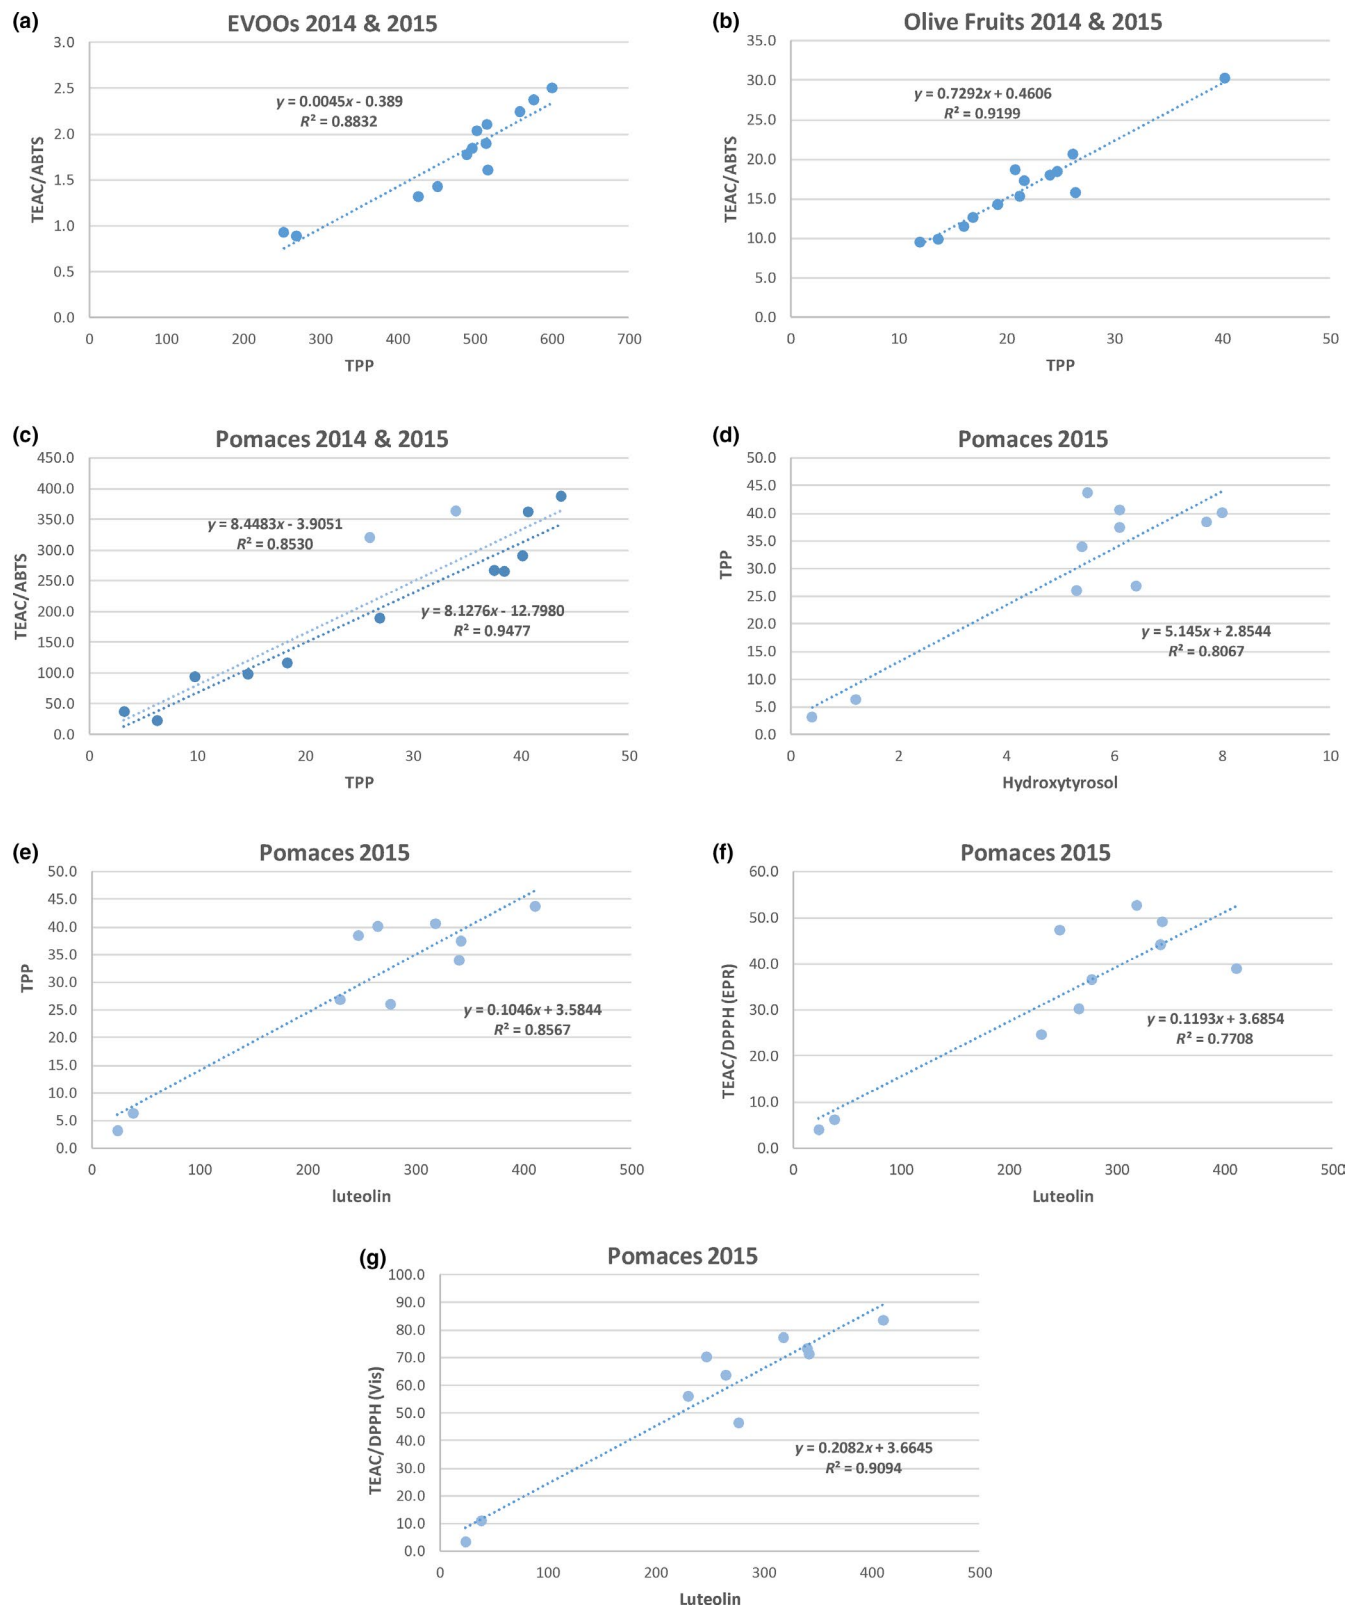 (a)
EVOOs 2014 & 2015
3.0
2.5
2.0
1.5
1.0
0.5
0.0
TEAC/ABTS
y = 0.0045x - 0.389
R² = 0.8832
0 100 200 300 400 500 600 700
TPP
(b)
Olive Fruits 2014 & 2015
35.0
30.0
25.0
20.0
15.0
10.0
5.0
0.0
TEAC/ABTS
y = 0.7292x + 0.4606
R² = 0.9199
0 10 20 30 40 50
TPP
(c)
Pomaces 2014 & 2015
450.0
400.0
350.0
300.0
250.0
200.0
150.0
100.0
50.0
0.0
TEAC/ABTS
y = 8.4483x - 3.9051
R² = 0.8530
y = 8.1276x - 12.7980
R² = 0.9477
0 10 20 30 40 50
TPP
(d)
Pomaces 2015
50.0
45.0
40.0
35.0
30.0
25.0
20.0
15.0
10.0
5.0
0.0
TPP
y = 5.145x + 2.8544
R² = 0.8067
0 2 4 6 8 10
Hydroxytyrosol
(e)
Pomaces 2015
50.0
45.0
40.0
35.0
30.0
25.0
20.0
15.0
10.0
5.0
0.0
TPP
y = 0.1046x + 3.5844
R² = 0.8567
0 100 200 300 400 500
luteolin
(f)
Pomaces 2015
60.0
50.0
40.0
30.0
20.0
10.0
0.0
TEAC/DPPH (EPR)
y = 0.1193x + 3.6854
R² = 0.7708
0 100 200 300 400 500
Luteolin
(g)
Pomaces 2015
100.0
90.0
80.0
70.0
60.0
50.0
40.0
30.0
20.0
10.0
0.0
TEAC/DPPH (Vis)
y = 0.2082x + 3.6645
R² = 0.9094
0 100 200 300 400 500
Luteolin